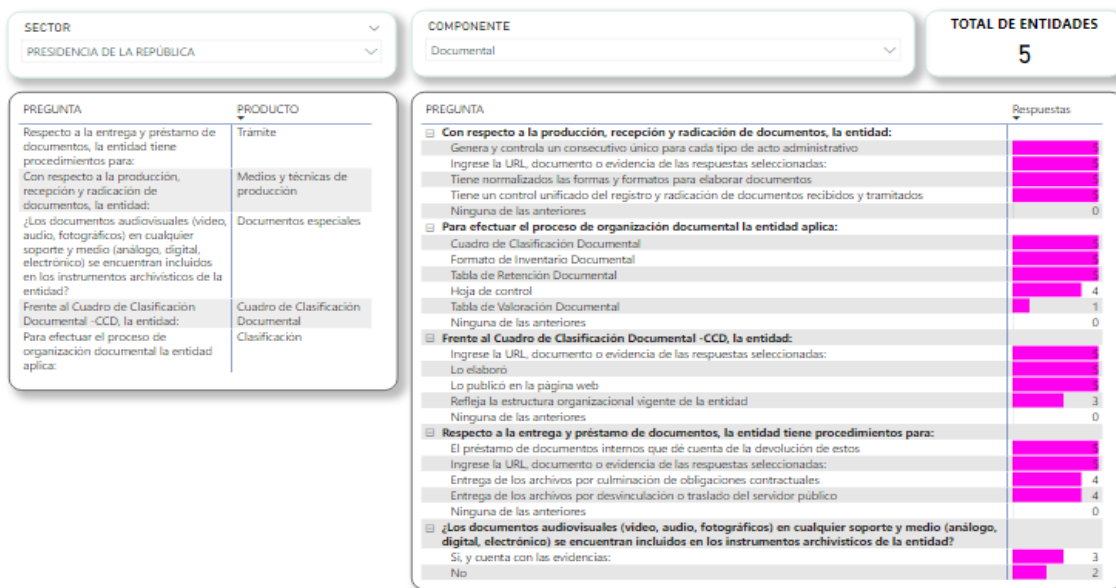 SECTOR
PRESIDENCIA DE LA REPÚBLICA
COMPONENTE
Documental
TOTAL DE ENTIDADES
5
PREGUNTA PRODUCTO
Respecto a la entrega y préstamo de Trámite
documentos, la entidad tiene
procedimientos para:
Con respecto a la producción, Medios y técnicas de
recepción y radicación de producción
documentos, la entidad:
¿Los documentos audiovisuales (video, Documentos especiales
audio, fotográficos) en cualquier
soporte y medio (análogo, digital,
electrónico) se encuentran incluidos
en los instrumentos archivísticos de la
entidad?
Frente al Cuadro de Clasificación Cuadro de Clasificación
Documental -CCD, la entidad: Documental
Para efectuar el proceso de Clasificación
organización documental la entidad
aplica:
PREGUNTA Respuestas
Con respecto a la producción, recepción y radicación de documentos, la entidad:
Genera y controla un consecutivo único para cada tipo de acto administrativo 5
Ingrese la URL, documento o evidencia de las respuestas seleccionadas: 5
Tiene normalizados las formas y formatos para elaborar documentos 5
Tiene un control unificado del registro y radicación de documentos recibidos y tramitados 5
Ninguna de las anteriores 0
Para efectuar el proceso de organización documental la entidad aplica:
Cuadro de Clasificación Documental 5
Formato de Inventario Documental 5
Tabla de Retención Documental 5
Hoja de control 4
Tabla de Valoración Documental 1
Ninguna de las anteriores 0
Frente al Cuadro de Clasificación Documental -CCD, la entidad:
Ingrese la URL, documento o evidencia de las respuestas seleccionadas: 5
Lo elaboró 5
Lo publicó en la página web 5
Refleja la estructura organizacional vigente de la entidad 3
Ninguna de las anteriores 0
Respecto a la entrega y préstamo de documentos, la entidad tiene procedimientos para:
El préstamo de documentos internos que dé cuenta de la devolución de estos 5
Ingrese la URL, documento o evidencia de las respuestas seleccionadas: 5
Entrega de los archivos por culminación de obligaciones contractuales 4
Entrega de los archivos por desvinculación o traslado del servidor público 4
Ninguna de las anteriores 0
¿Los documentos audiovisuales (video, audio, fotográficos) en cualquier soporte y medio (análogo,
digital, electrónico) se encuentran incluidos en los instrumentos archivísticos de la entidad?
Si, y cuenta con las evidencias: 3
No 2